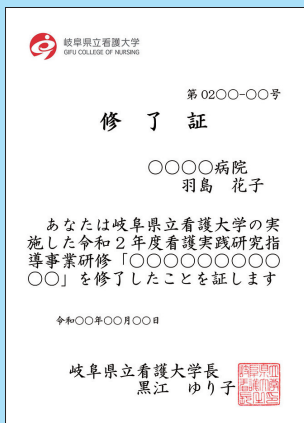 岐阜県立看護大学
GIFU COLLEGE OF NURSING
第02〇〇-〇〇号
修了証
〇〇〇〇病院
羽島 花子
あなたは岐阜県立看護大学の実
施した令和２年度看護実践研究指
導事業研修「〇〇〇〇〇〇〇〇〇
〇〇」を修了したことを証します
令和〇〇年〇〇月〇〇日
岐阜県立看護大学長
黒江 ゆり子